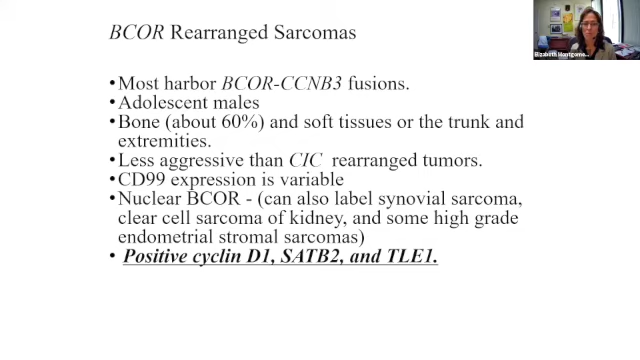 BCOR Rearranged Sarcomas
•Most harbor BCOR-CCNB3 fusions.
•Adolescent males
•Bone (about 60%) and soft tissues or the trunk and
extremities.
•Less aggressive than CIC rearranged tumors.
•CD99 expression is variable
•Nuclear BCOR - (can also label synovial sarcoma,
clear cell sarcoma of kidney, and some high grade
endometrial stromal sarcomas)
• Positive cyclin D1, SATB2, and TLE1.
Elizabeth Montgome...